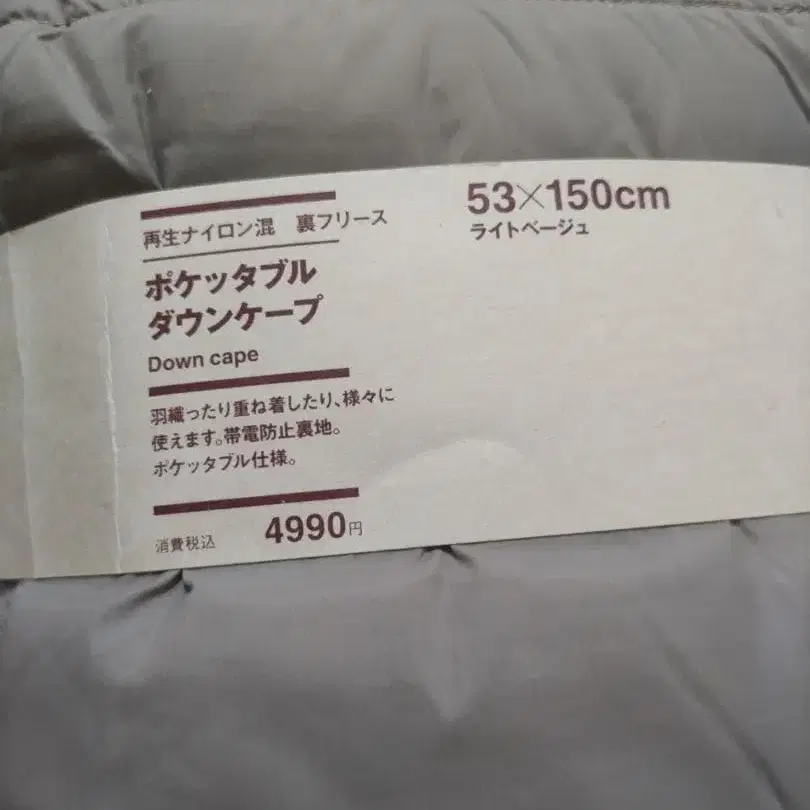 再生ナイロン混　裏フリース
ポケッタブル
ダウンケープ
Down cape
羽織ったり重ね着したり、様々に
使えます。帯電防止裏地。
ポケッタブル仕様。
消費税込 4990円
53×150cm
ライトベージュ